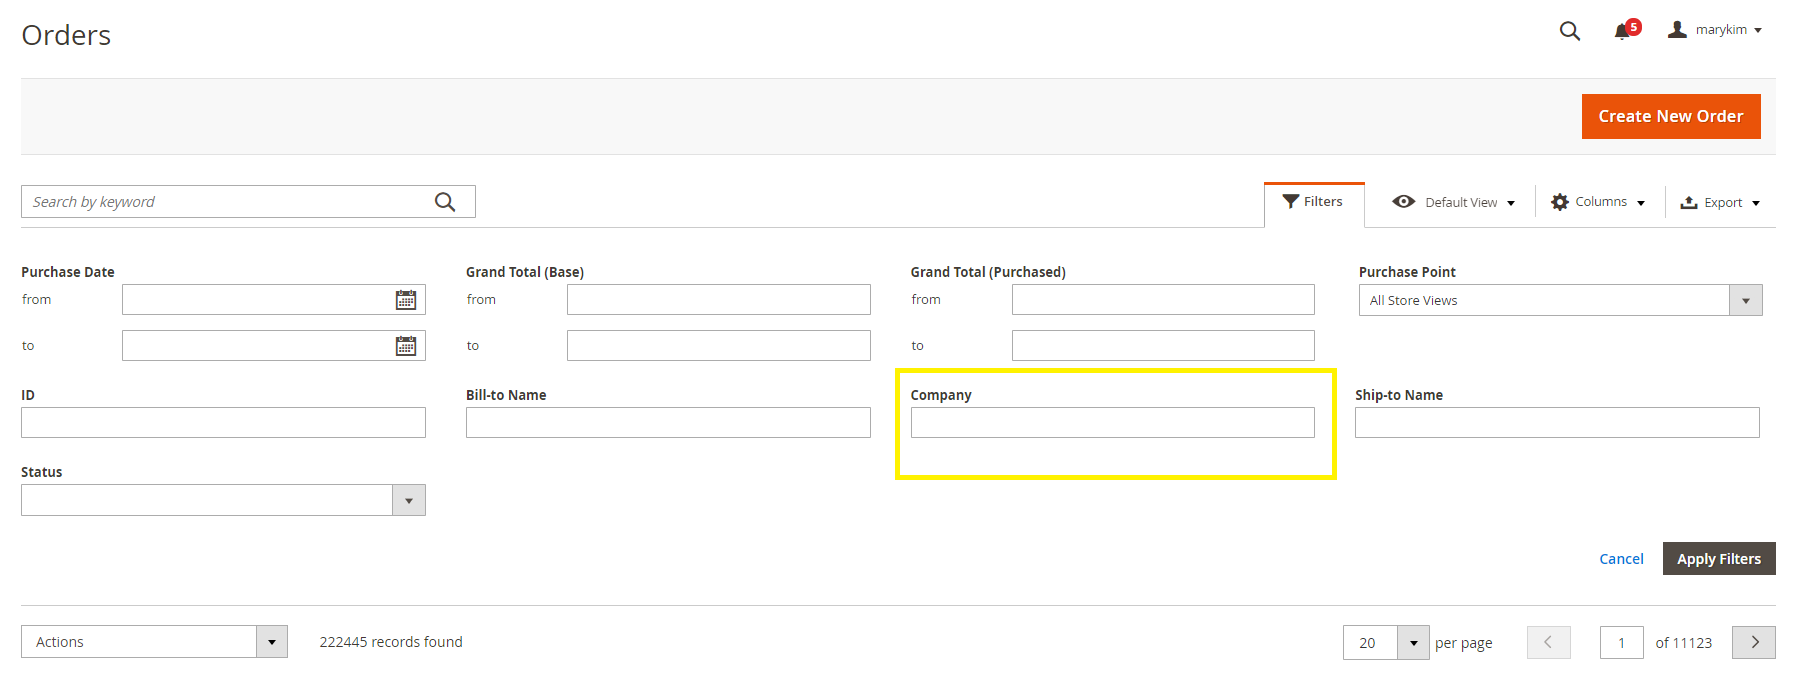 Orders
5
marykim
Create New Order
Search by keyword
Filters
Default View
Columns
Export
Purchase Date
Grand Total (Base)
Grand Total (Purchased)
Purchase Point
from
from
from
All Store Views
to
to
to
ID
Bill-to Name
Company
Ship-to Name
Status
Cancel
Apply Filters
Actions
222445 records found
20
per page
1
of 11123